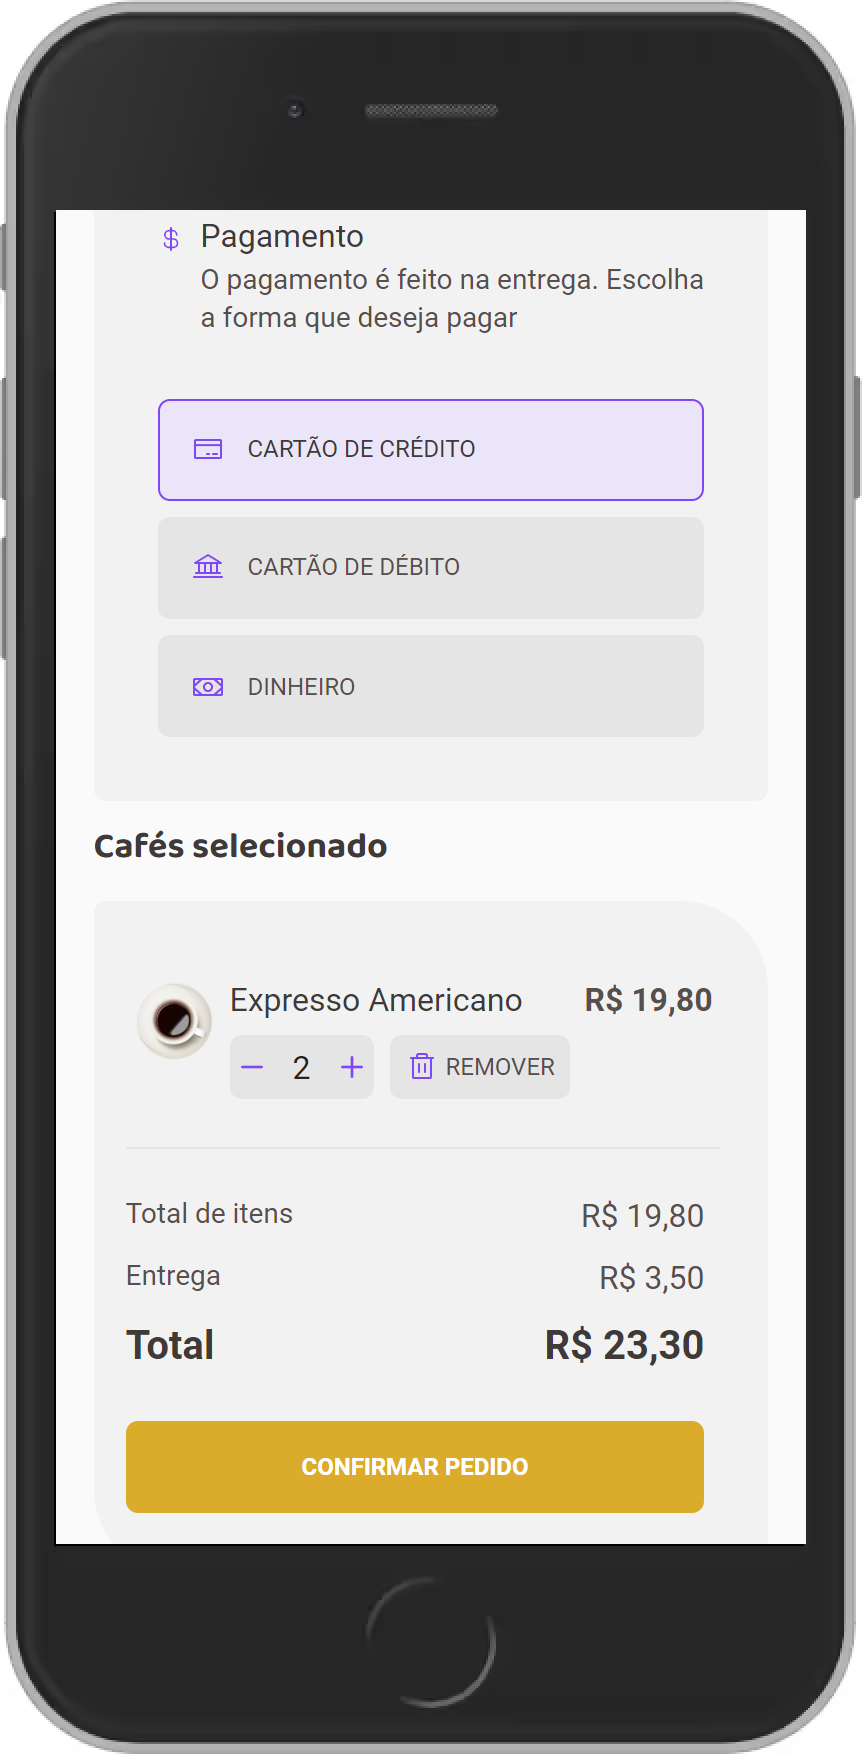 $ Pagamento
O pagamento é feito na entrega. Escolha
a forma que deseja pagar
CARTÃO DE CRÉDITO
CARTÃO DE DÉBITO
DINHEIRO
Cafés selecionado
Expresso Americano R$ 19,80
2 REMOVER
Total de itens R$ 19,80
Entrega R$ 3,50
Total R$ 23,30
CONFIRMAR PEDIDO